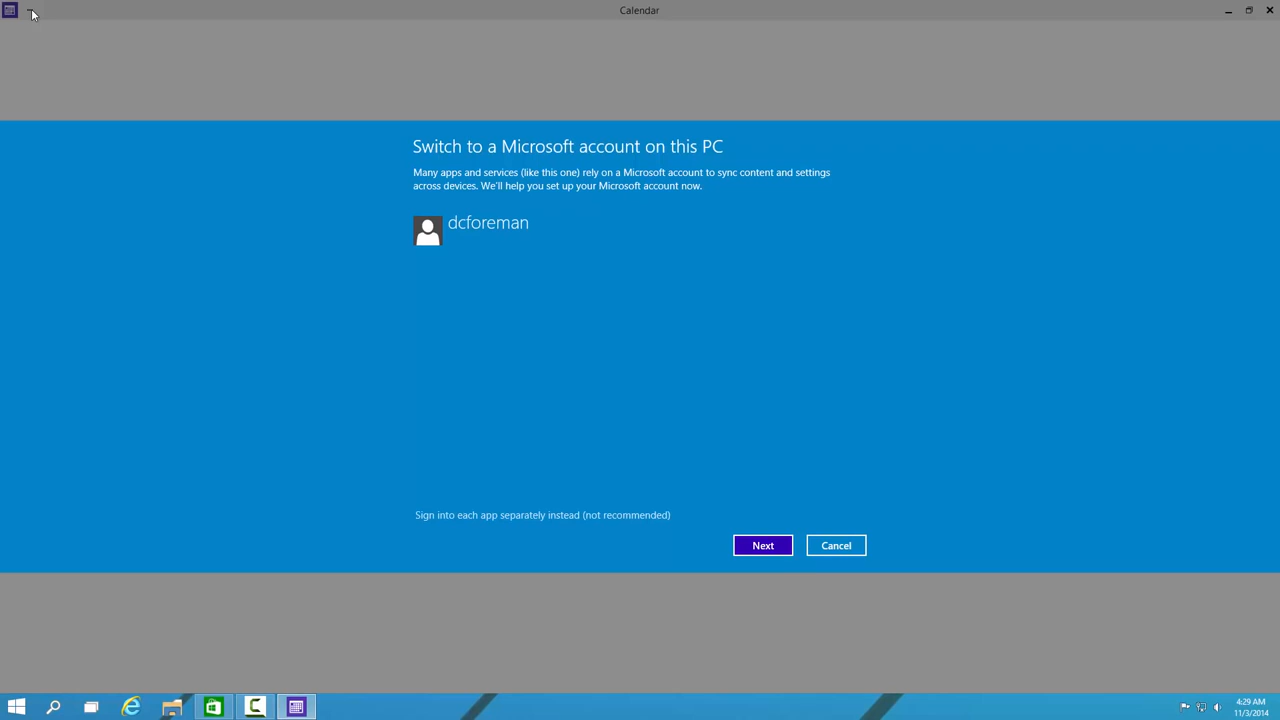 Calendar
Switch to a Microsoft account on this PC
Many apps and services (like this one) rely on a Microsoft account to sync content and settings
across devices. We'll help you set up your Microsoft account now.
dcforeman
Sign into each app separately instead (not recommended)
Next
Cancel
4:29 AM
11/3/2014